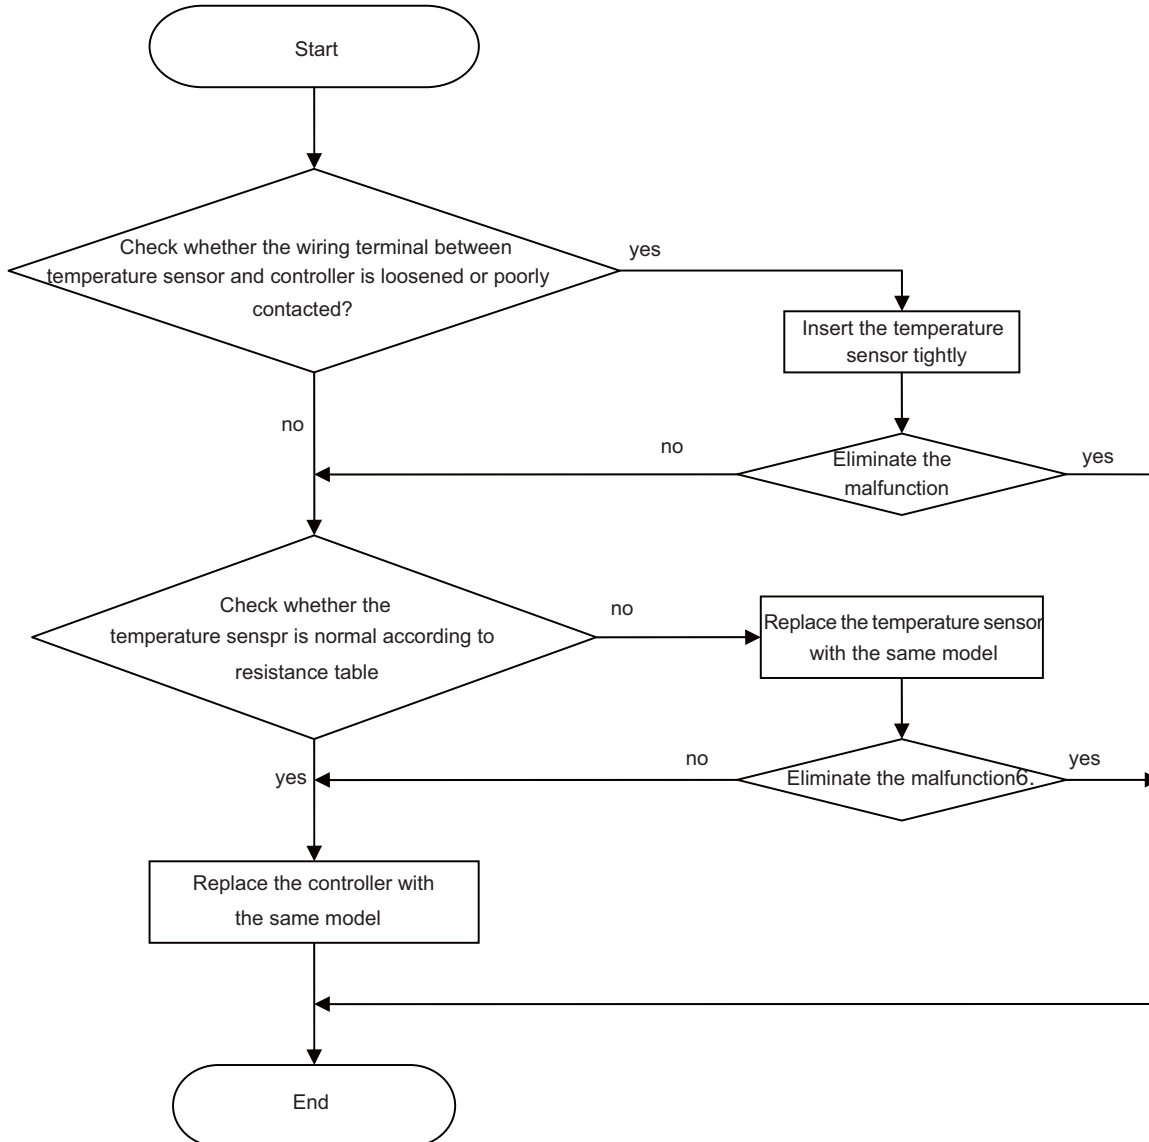 Start
Check whether the wiring terminal between
temperature sensor and controller is loosened or poorly
contacted?
yes
Insert the temperature
sensor tightly
no
no
Eliminate the
malfunction
yes
Check whether the
temperature senspr is normal according to
resistance table
no
Replace the temperature sensor
with the same model
yes
no
Eliminate the malfunction6.
yes
Replace the controller with
the same model
End